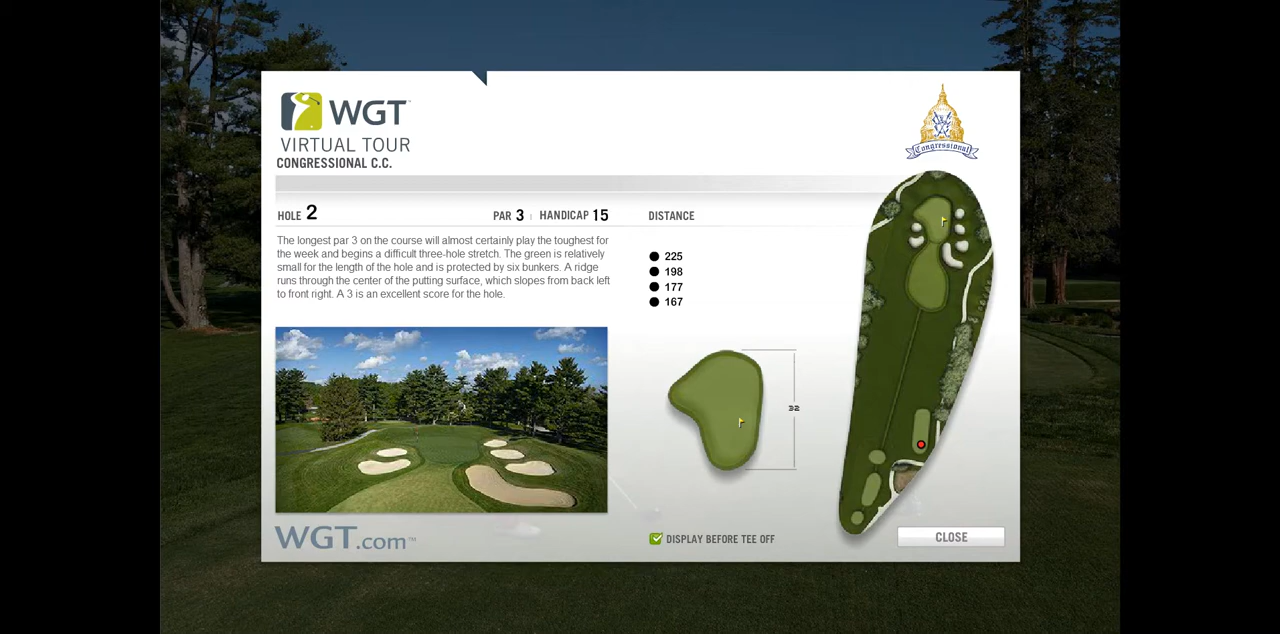 WGT
VIRTUAL TOUR
CONGRESSIONAL C.C.
Congressional
HOLE 2
PAR 3 | HANDICAP 15
DISTANCE
The longest par 3 on the course will almost certainly play the toughest for
the week and begins a difficult three-hole stretch. The green is relatively
small for the length of the hole and is protected by six bunkers. A ridge
runs through the center of the putting surface, which slopes from back left
to front right. A 3 is an excellent score for the hole.
225
198
177
167
32
WGT.com™
DISPLAY BEFORE TEE OFF
CLOSE